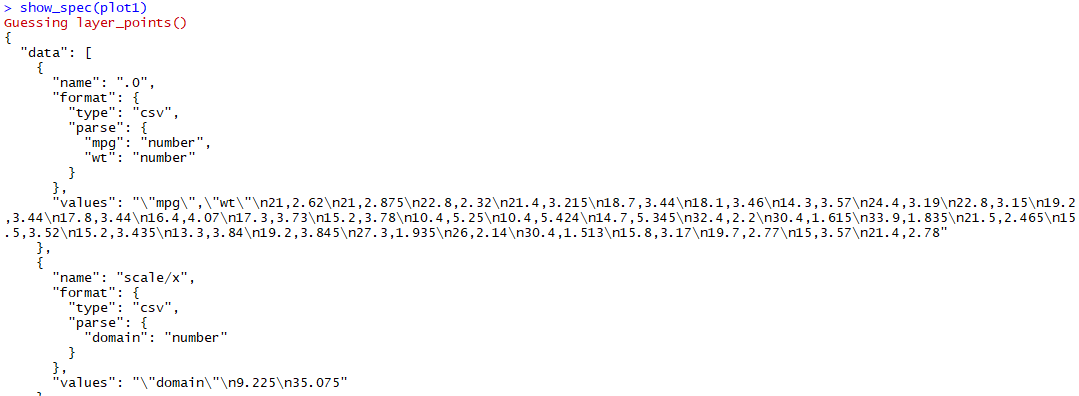 > show_spec(plot1)
Guessing layer_points()
{
  "data": [
    {
      "name": ".0",
      "format": {
        "type": "csv",
        "parse": {
          "mpg": "number",
          "wt": "number"
        }
      },
      "values": "\"mpg\",\"wt\"\n21,2.62\n21,2.875\n22.8,2.32\n21.4,3.215\n18.7,3.44\n18.1,3.46\n14.3,3.57\n24.4,3.19\n22.8,3.15\n19.2
,3.44\n17.8,3.44\n16.4,4.07\n17.3,3.73\n15.2,3.78\n10.4,5.25\n10.4,5.424\n14.7,5.345\n32.4,2.2\n30.4,1.615\n33.9,1.835\n21.5,2.465\n15
.5,3.52\n15.2,3.435\n13.3,3.84\n19.2,3.845\n27.3,1.935\n26,2.14\n30.4,1.513\n15.8,3.17\n19.7,2.77\n15,3.57\n21.4,2.78"
    },
    {
      "name": "scale/x",
      "format": {
        "type": "csv",
        "parse": {
          "domain": "number"
        }
      },
      "values": "\"domain\"\n9.225\n35.075"